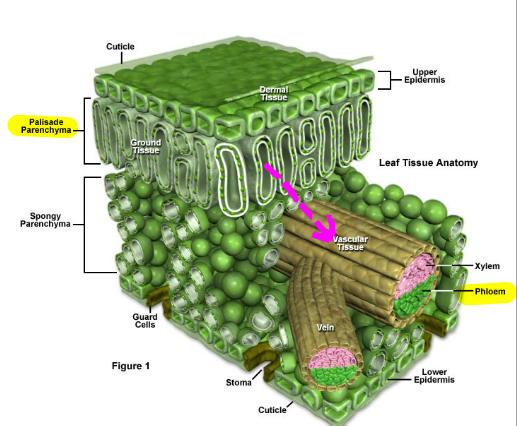 Cuticle
Upper
Epidermis
Dermal
Tissue
Palisade
Parenchyma
Ground
Tissue
Leaf Tissue Anatomy
Spongy
Parenchyma
Vascular
Tissue
Xylem
Phloem
Guard
Cells
Vein
Figure 1
Stoma
Lower
Epidermis
Cuticle